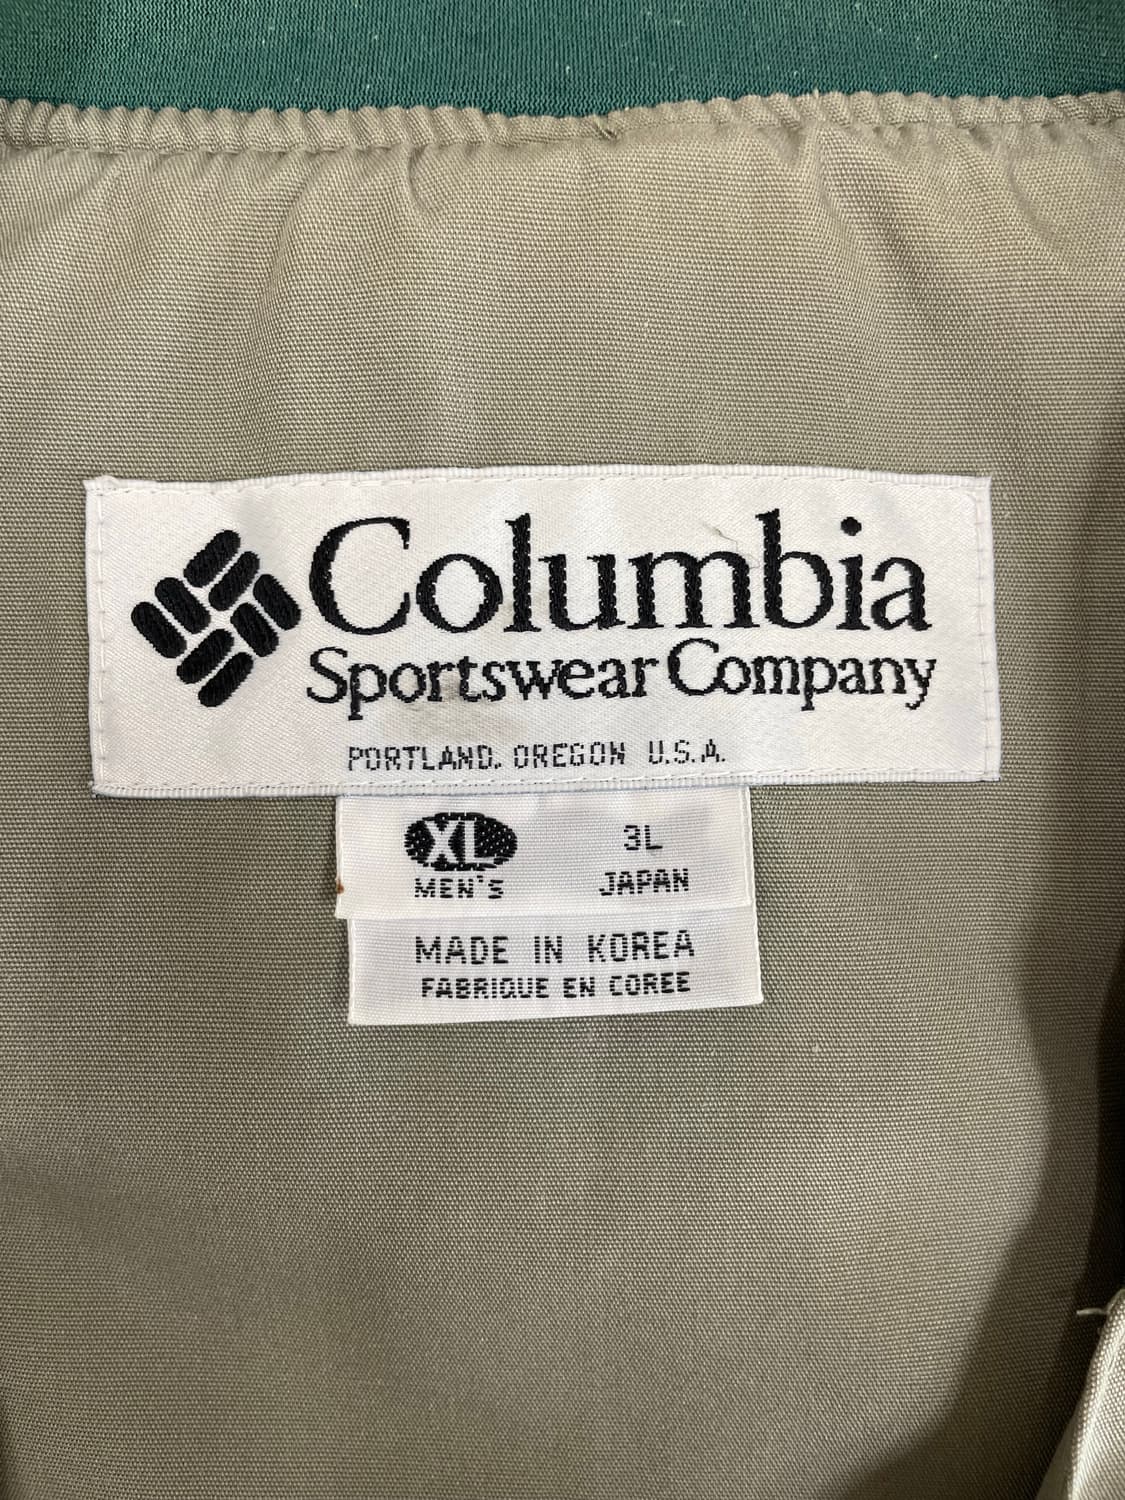 Columbia
Sportswear Company
PORTLAND. OREGON U.S.A.
XL 3L
MEN'S JAPAN
MADE IN KOREA
FABRIQUE EN COREE